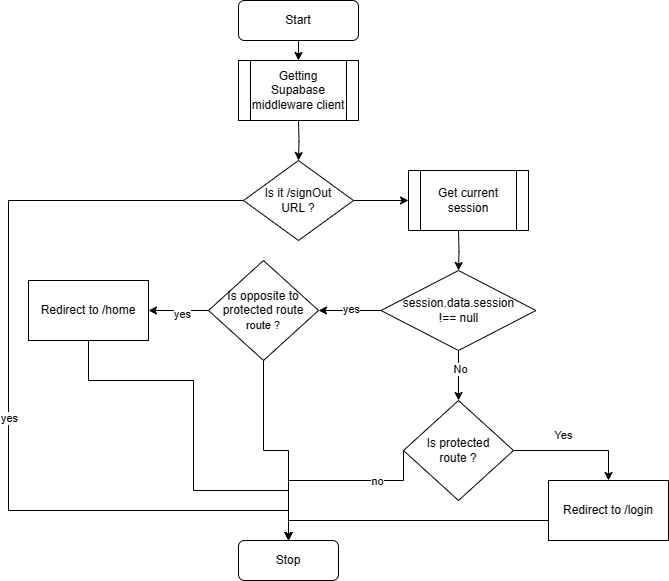 Start
Getting
Supabase
middleware client
Is it /signOut
URL ?
Get current
session
Is opposite to
protected route
route ?
session.data.session
!== null
Redirect to /home
yes
yes
No
yes
Is protected
route ?
Yes
no
Redirect to /login
Stop